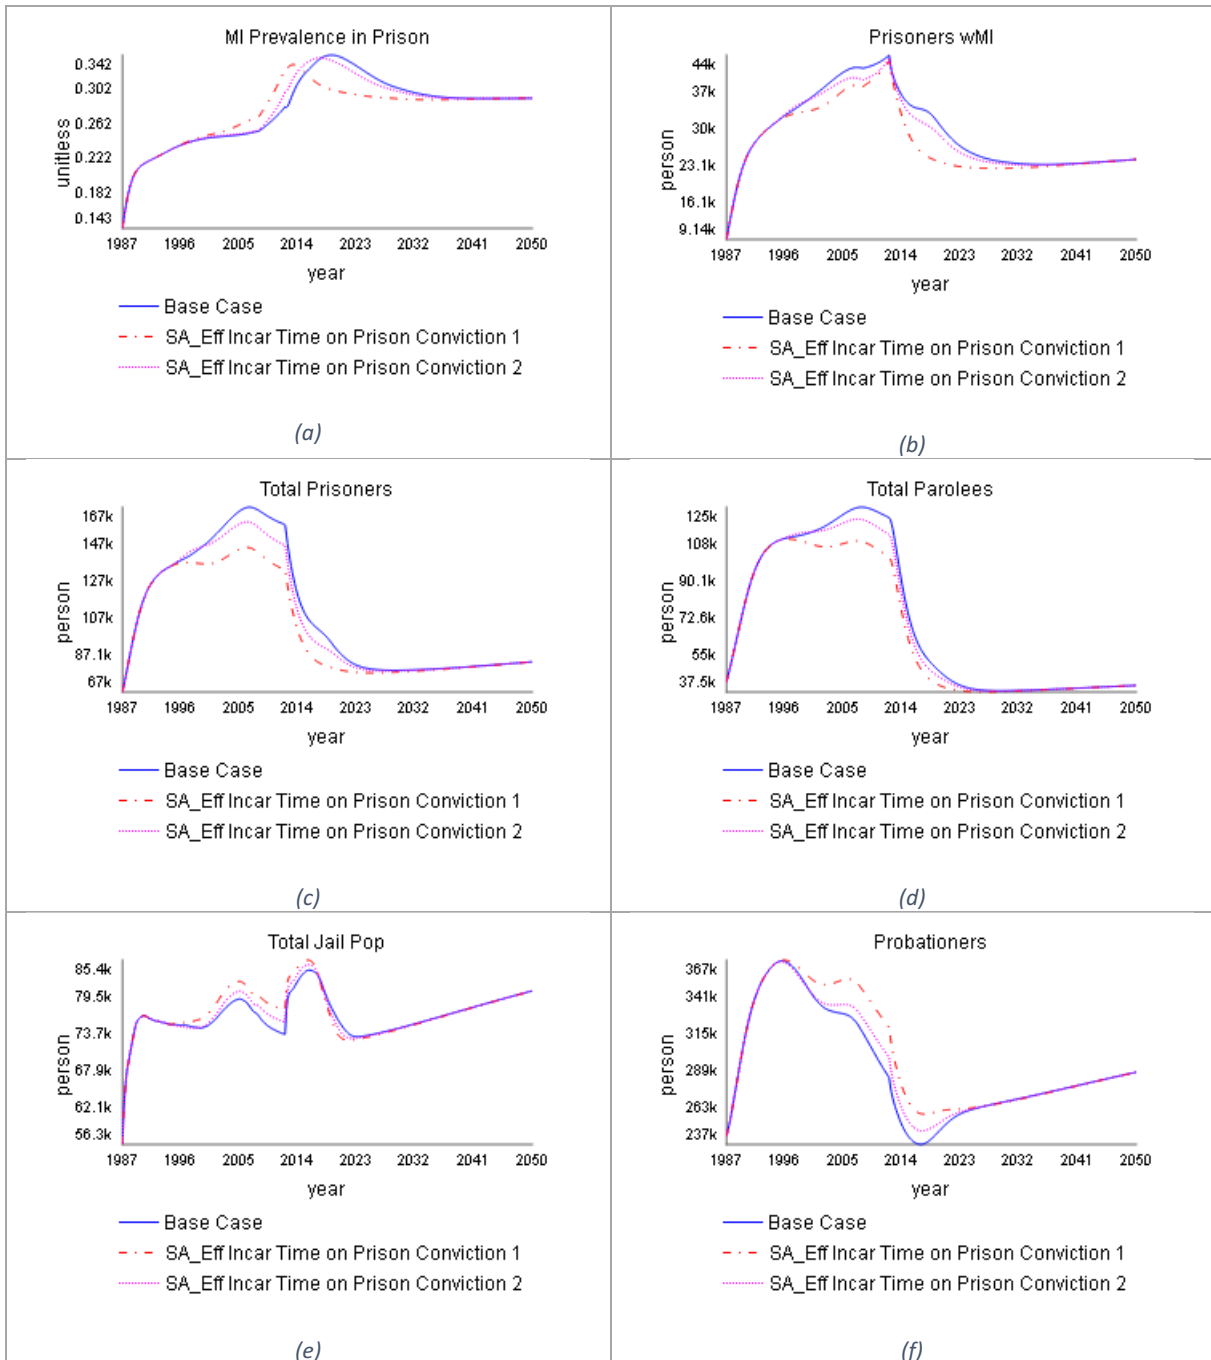 MI Prevalence in Prison
0.342
0.302
0.262
0.222
0.182
0.143
unitless
1987 1996 2005 2014 2023 2032 2041 2050
year
Base Case
SA_Eff Incar Time on Prison Conviction 1
SA_Eff Incar Time on Prison Conviction 2
(a)
Prisoners wMI
44k
37k
30k
23.1k
16.1k
9.14k
person
1987 1996 2005 2014 2023 2032 2041 2050
year
Base Case
SA_Eff Incar Time on Prison Conviction 1
SA_Eff Incar Time on Prison Conviction 2
(b)
Total Prisoners
167k
147k
127k
107k
87.1k
67k
person
1987 1996 2005 2014 2023 2032 2041 2050
year
Base Case
SA_Eff Incar Time on Prison Conviction 1
SA_Eff Incar Time on Prison Conviction 2
(c)
Total Parolees
125k
108k
90.1k
72.6k
55k
37.5k
person
1987 1996 2005 2014 2023 2032 2041 2050
year
Base Case
SA_Eff Incar Time on Prison Conviction 1
SA_Eff Incar Time on Prison Conviction 2
(d)
Total Jail Pop
85.4k
79.5k
73.7k
67.9k
62.1k
56.3k
person
1987 1996 2005 2014 2023 2032 2041 2050
year
Base Case
SA_Eff Incar Time on Prison Conviction 1
SA_Eff Incar Time on Prison Conviction 2
(e)
Probationers
367k
341k
315k
289k
263k
237k
person
1987 1996 2005 2014 2023 2032 2041 2050
year
Base Case
SA_Eff Incar Time on Prison Conviction 1
SA_Eff Incar Time on Prison Conviction 2
(f)